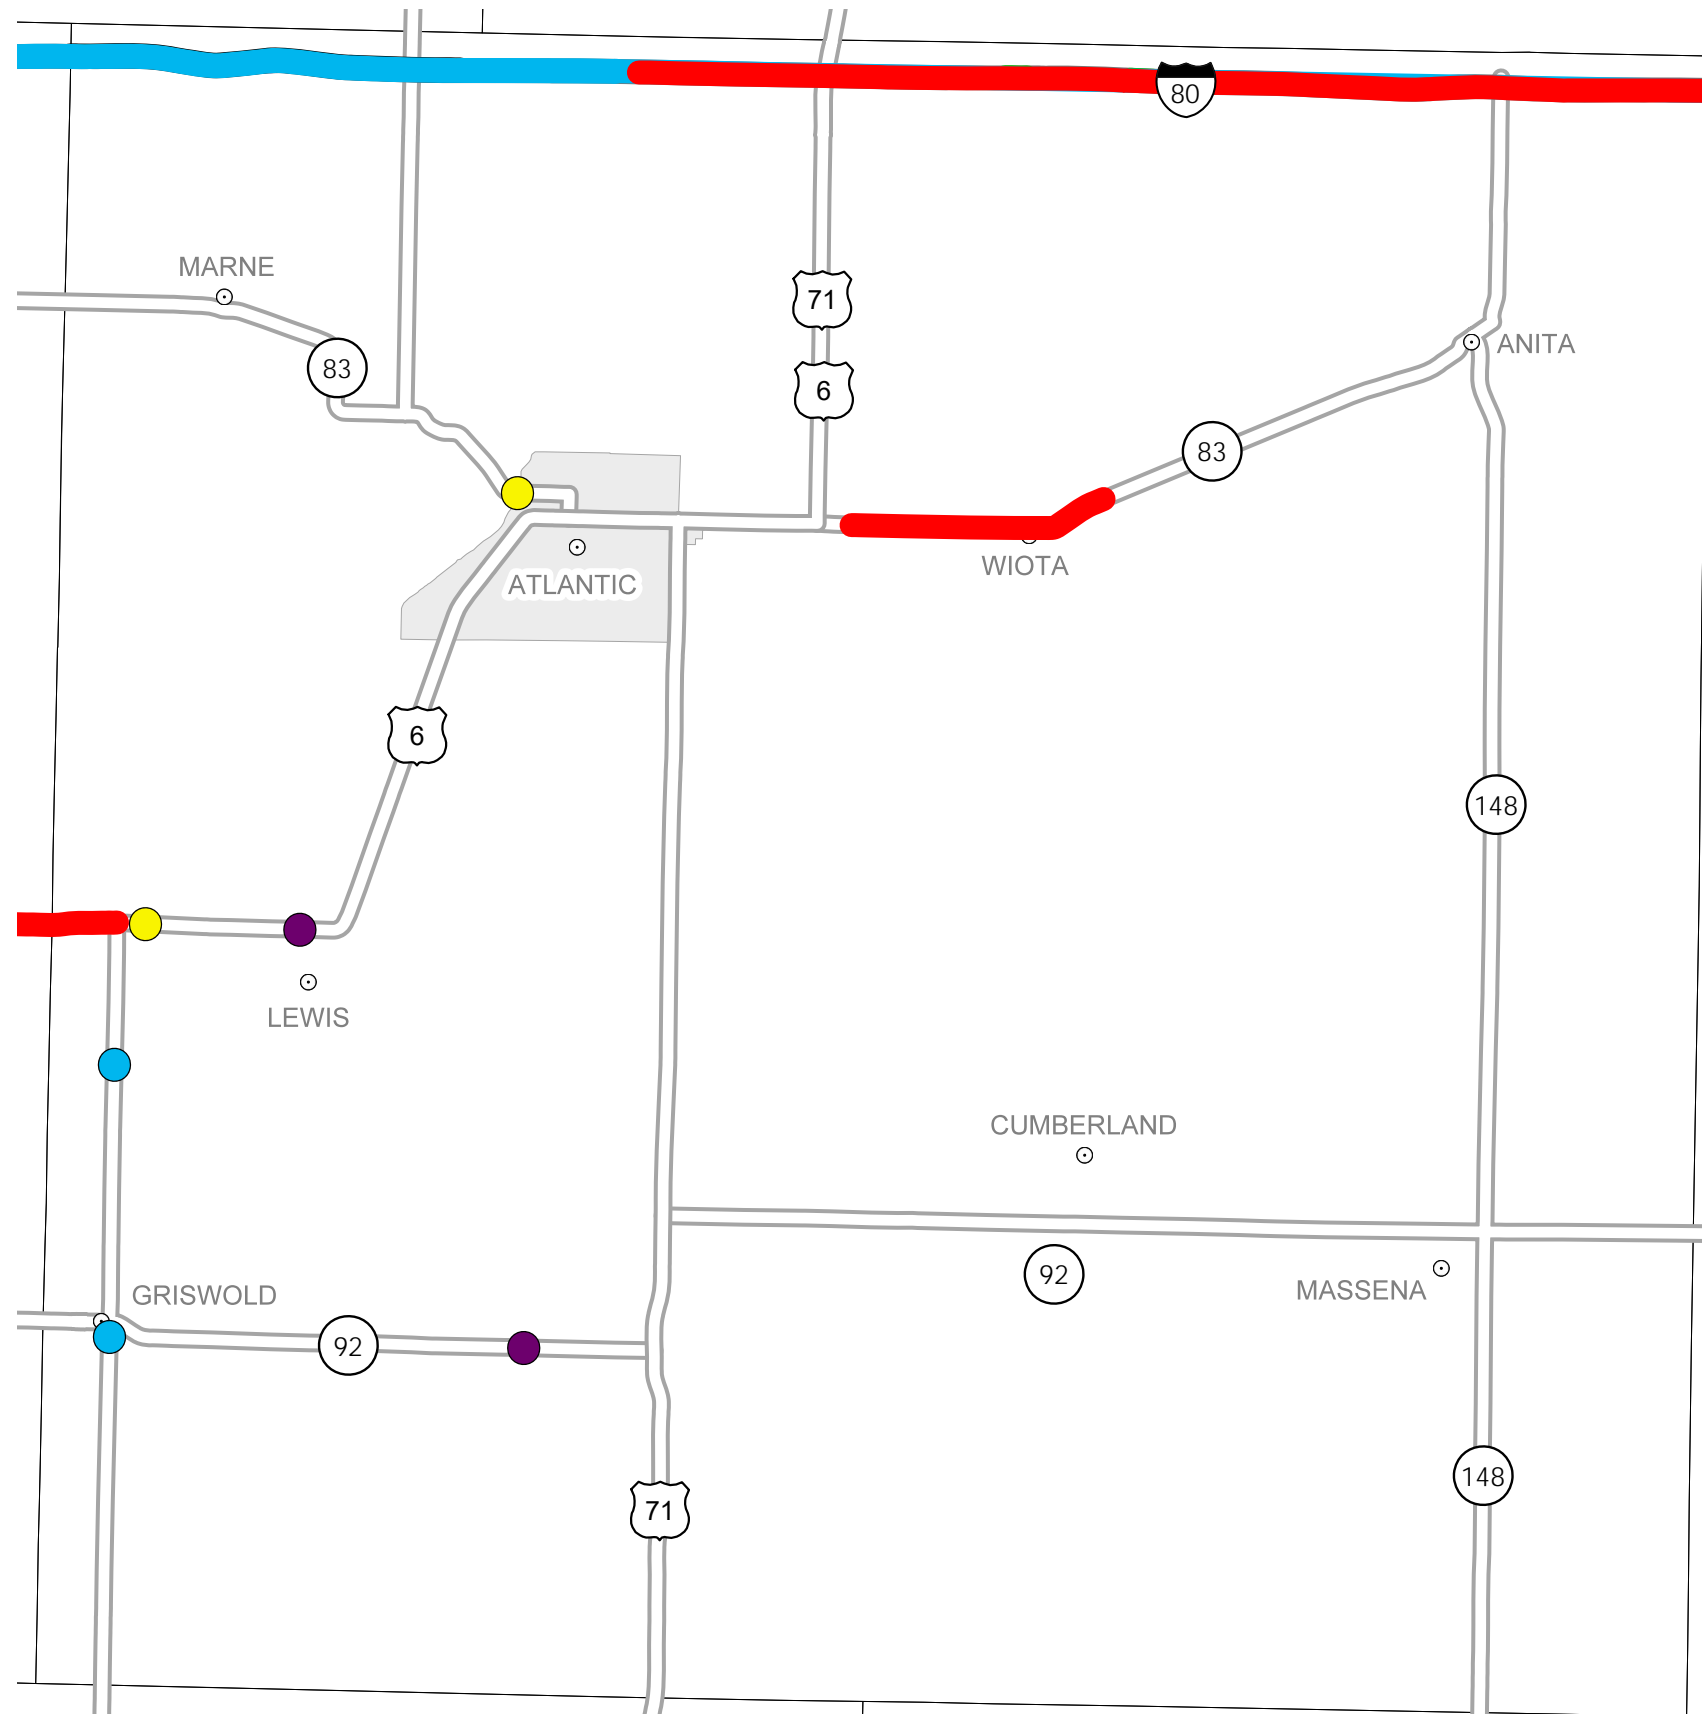 80
MARNE
71
ANITA
83
6
83
WIOTA
ATLANTIC
6
148
LEWIS
CUMBERLAND
92
MASSENA
GRISWOLD
92
148
71